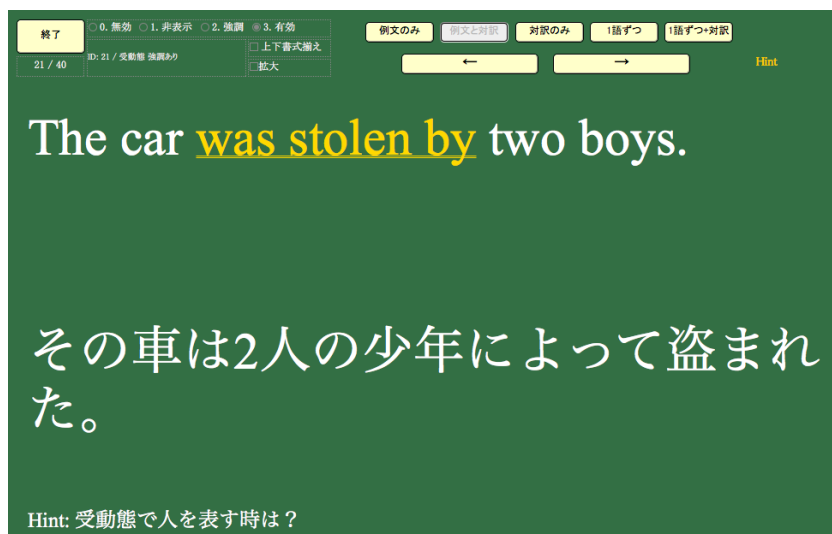 終了
0. 無効 1. 非表示 2. 強調 3. 有効
例文のみ 例文と対訳 対訳のみ 1語ずつ 1語ずつ+対訳
21 / 40
ID: 21 / 受動態 強調あり
上下書式揃え
拡大
← →
Hint
The car was stolen by two boys.
その車は2人の少年によって盗まれ
た。
Hint: 受動態で人を表す時は?